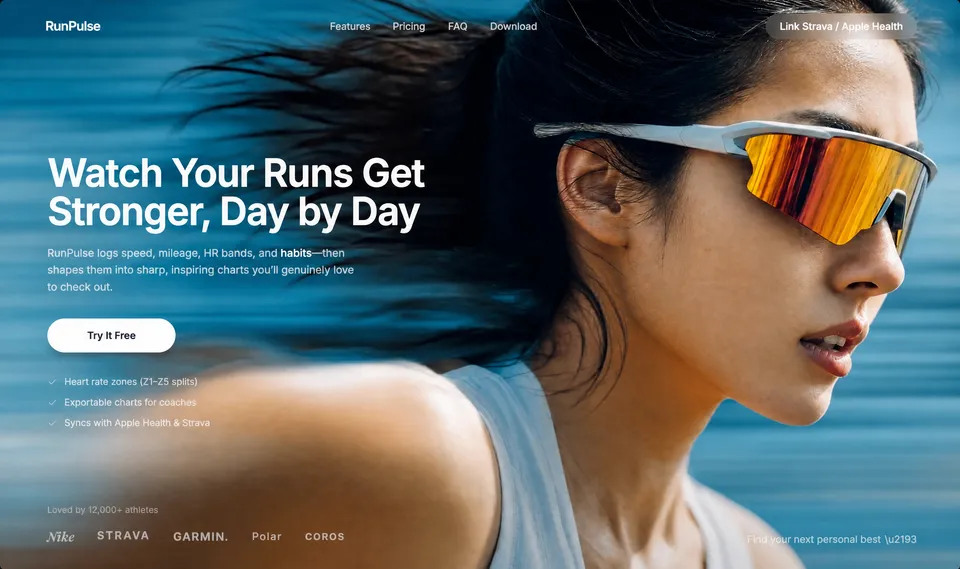 RunPulse
Features
Pricing
FAQ
Download
Link Strava / Apple Health
Watch Your Runs Get
Stronger, Day by Day
RunPulse logs speed, mileage, HR bands, and habits—then
shapes them into sharp, inspiring charts you'll genuinely love
to check out.
Try It Free
Heart rate zones (Z1–Z5 splits)
Exportable charts for coaches
Syncs with Apple Health & Strava
Loved by 12,000+ athletes
Nike
STRAVA
GARMIN.
Polar
COROS
Find your next personal best \u2193